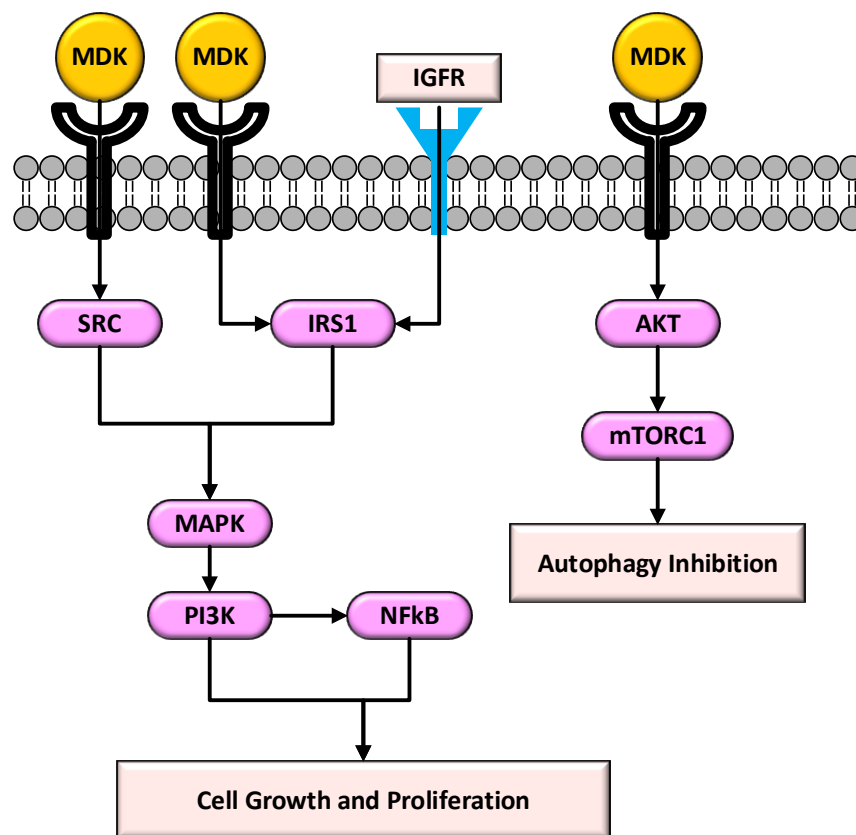 MDK
MDK
IGFR
MDK
SRC
IRS1
AKT
mTORC1
MAPK
Autophagy Inhibition
PI3K
NFkB
Cell Growth and Proliferation